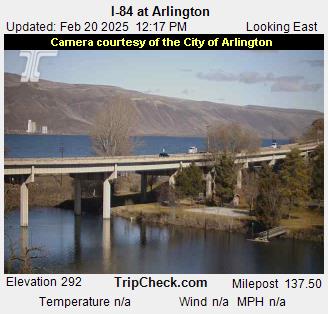 I-84 at Arlington
Updated: Feb 20 2025  12:17 PM  Looking East
Camera courtesy of the City of Arlington
Elevation 292  TripCheck.com  Milepost 137.50
Temperature n/a  Wind n/a  MPH n/a